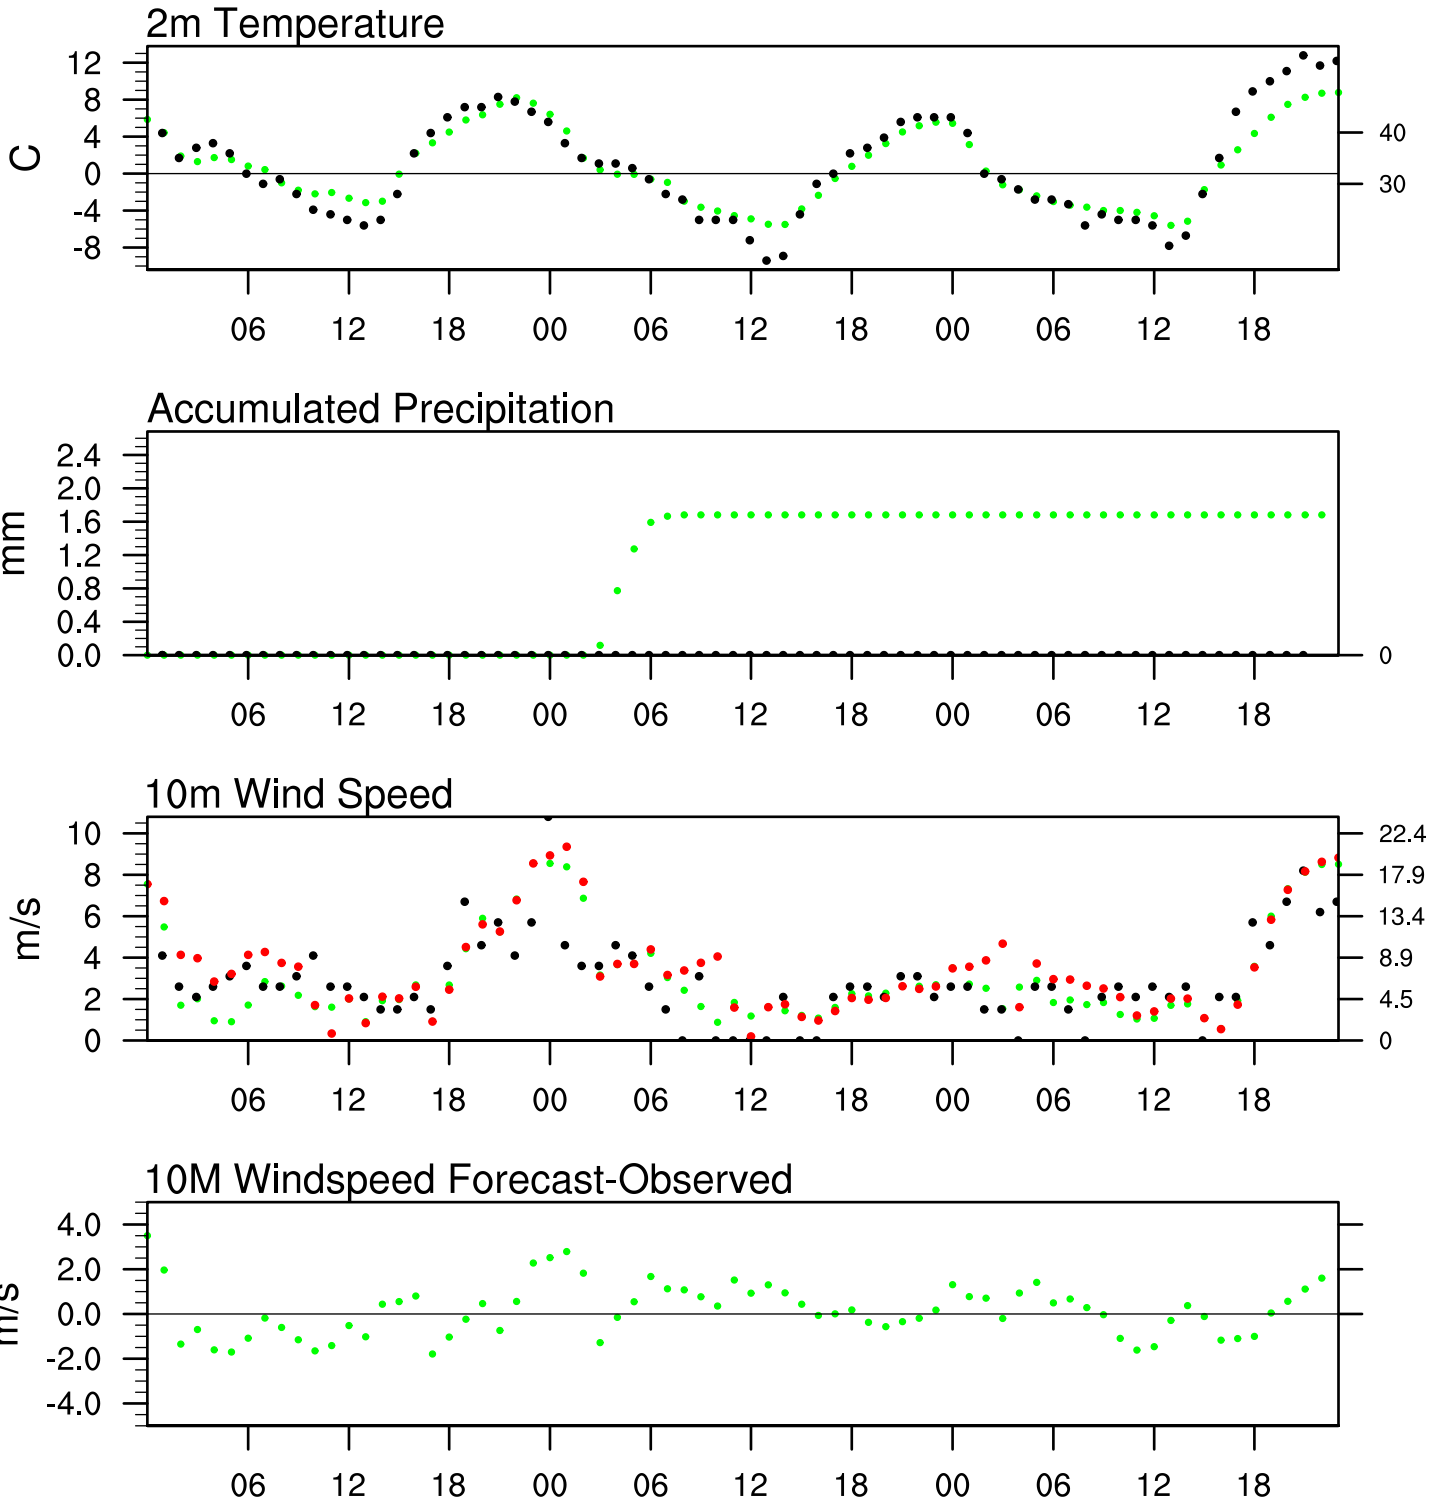 2m Temperature
12
8
4
0
-4
-8
C
40
30
06 12 18 00 06 12 18 00 06 12 18
Accumulated Precipitation
2.4
2.0
1.6
1.2
0.8
0.4
0.0
mm
0
06 12 18 00 06 12 18 00 06 12 18
10m Wind Speed
10
8
6
4
2
0
m/s
22.4
17.9
13.4
8.9
4.5
0
06 12 18 00 06 12 18 00 06 12 18
10M Windspeed Forecast-Observed
4.0
2.0
0.0
-2.0
-4.0
m/s
06 12 18 00 06 12 18 00 06 12 18